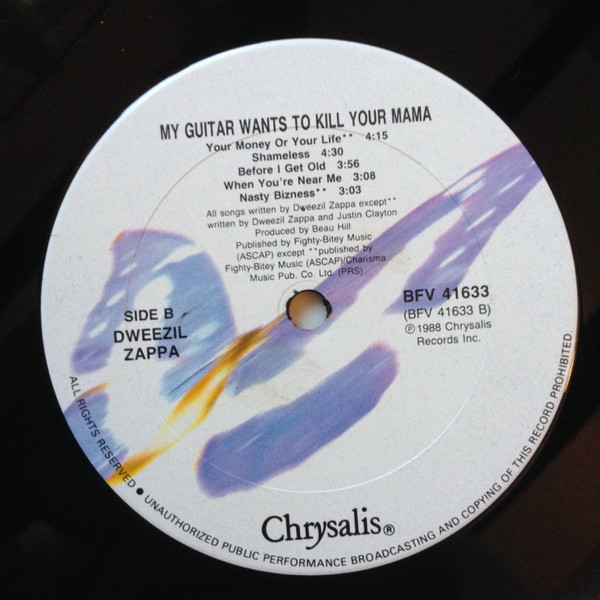 MY GUITAR WANTS TO KILL YOUR MAMA
Your Money Or Your Life** 4:15
Shameless 4:30
Before I Get Old 3:56
When You're Near Me 3:08
Nasty Bizness** 3:03
All songs written by Dweezil Zappa except**
written by Dweezil Zappa and Justin Clayton
Produced by Beau Hill
Published by Fighty-Bitey Music
(ASCAP) except **published by
Fighty-Bitey Music (ASCAP)/Charisma
Music Pub. Co. Ltd. (PRS)
SIDE B
DWEEZIL
ZAPPA
BFV 41633
(BFV 41633 B)
℗1988 Chrysalis
Records Inc.
Chrysalis®
ALL RIGHTS RESERVED • UNAUTHORIZED PUBLIC PERFORMANCE BROADCASTING AND COPYING OF THIS RECORD PROHIBITED.